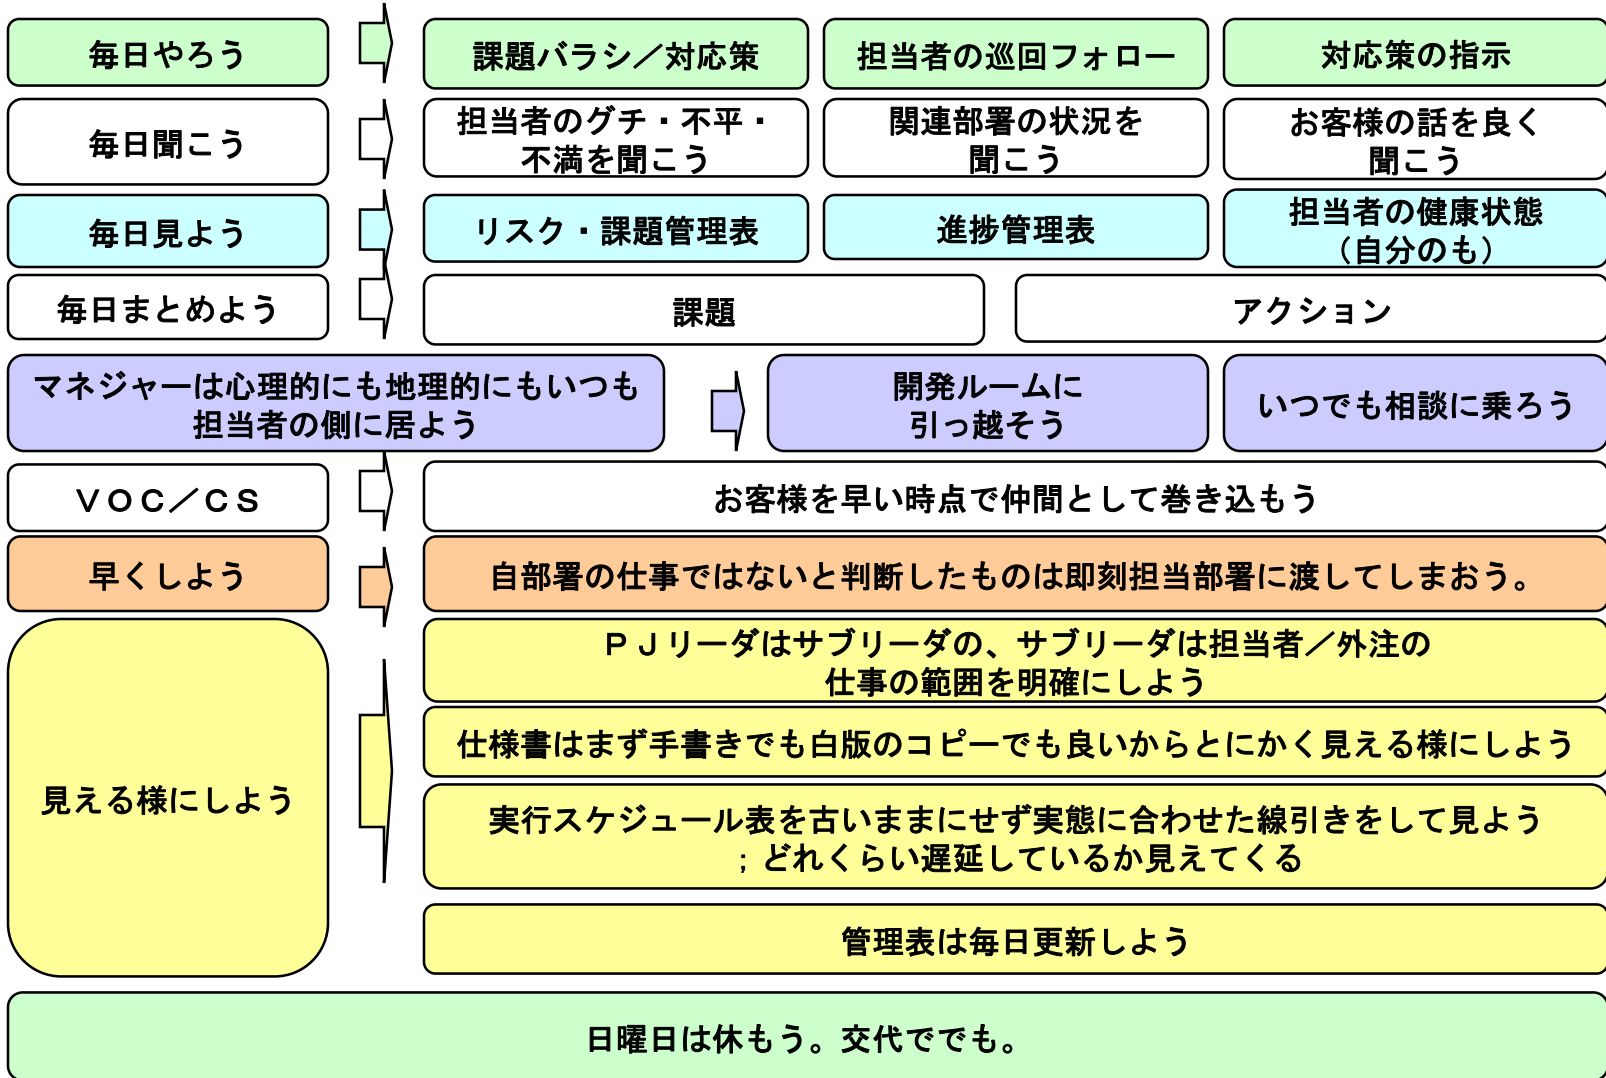 毎日やろう
課題バラシ／対応策
担当者の巡回フォロー
対応策の指示
毎日聞こう
担当者のグチ・不平・
不満を聞こう
関連部署の状況を
聞こう
お客様の話を良く
聞こう
毎日見よう
リスク・課題管理表
進捗管理表
担当者の健康状態
（自分のも）
毎日まとめよう
課題
アクション
マネジャーは心理的にも地理的にもいつも
担当者の側に居よう
開発ルームに
引っ越そう
いつでも相談に乗ろう
ＶＯＣ／ＣＳ
お客様を早い時点で仲間として巻き込もう
早くしよう
自部署の仕事ではないと判断したものは即刻担当部署に渡してしまおう。
見える様にしよう
ＰＪリーダはサブリーダの、サブリーダは担当者／外注の
仕事の範囲を明確にしよう
仕様書はまず手書きでも白版のコピーでも良いからとにかく見える様にしよう
実行スケジュール表を古いままにせず実態に合わせた線引きをして見よう
；どれくらい遅延しているか見えてくる
管理表は毎日更新しよう
日曜日は休もう。交代ででも。